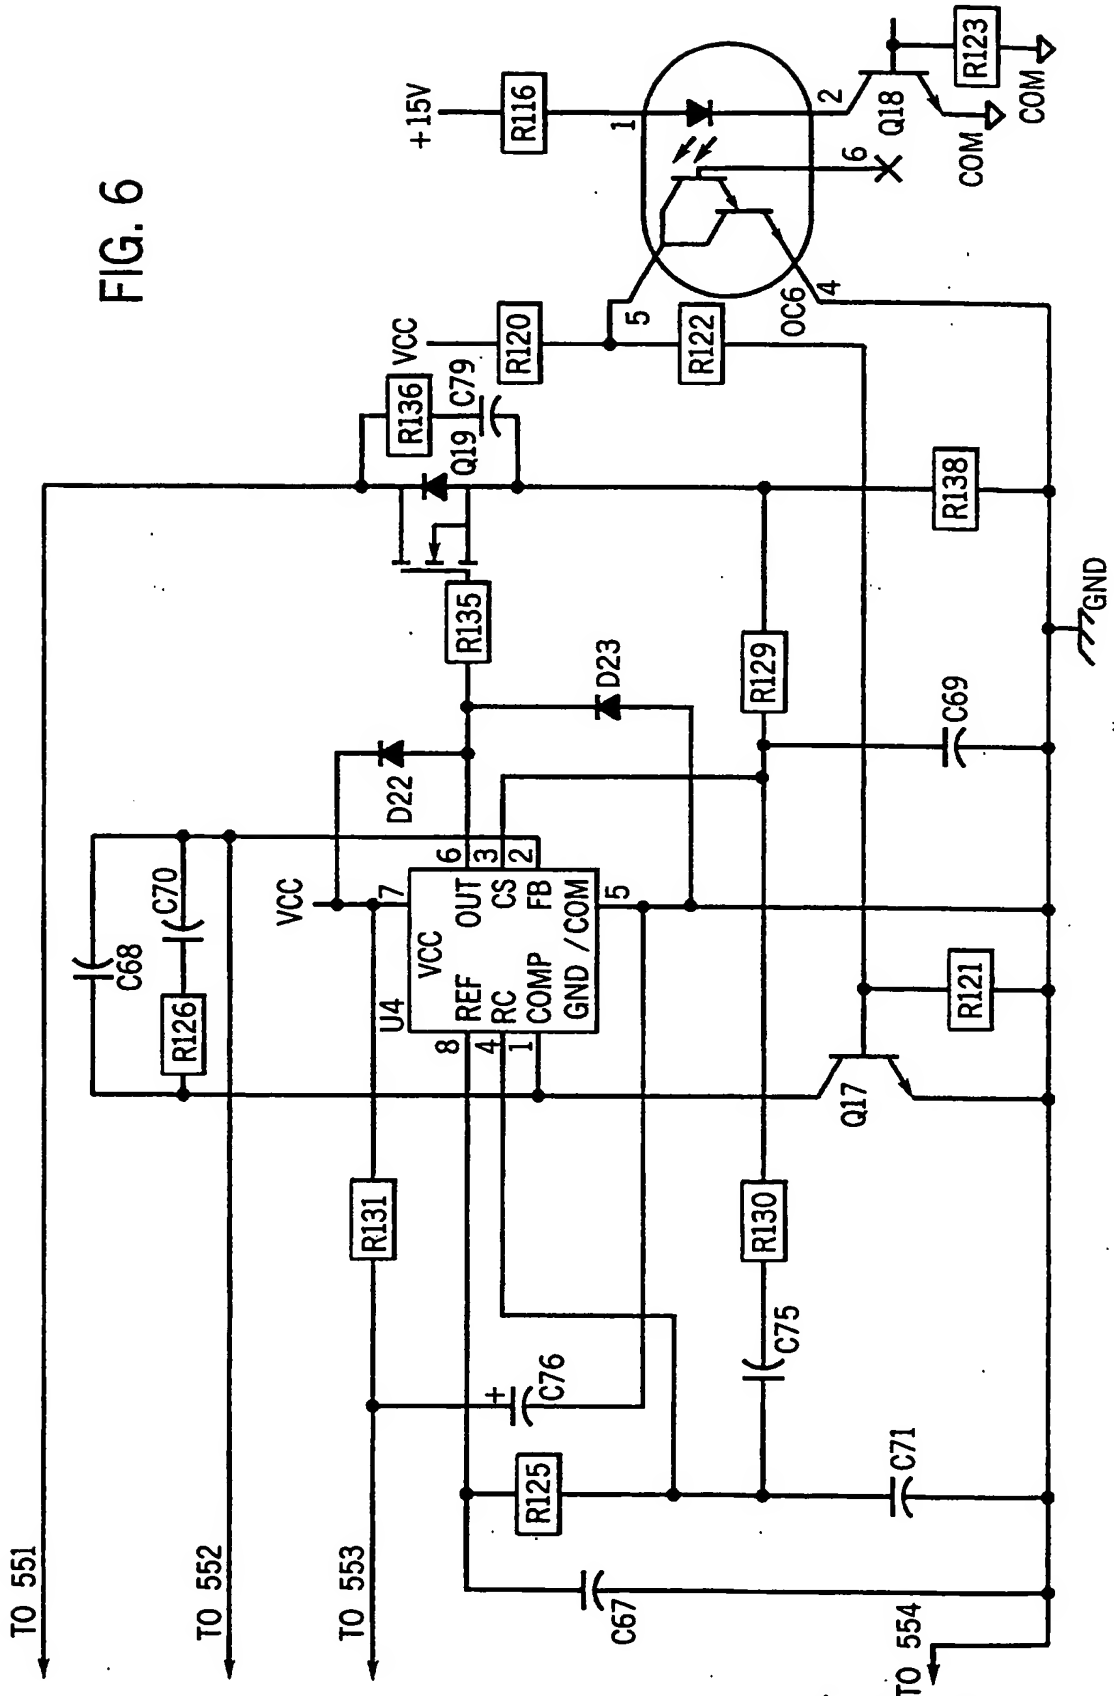 FIG. 6
TO 551
TO 552
TO 553
TO 554
C68
R126
C70
VCC
R131
U4
7
VCC
8
REF
OUT
6
4
RC
CS
3
1
COMP
FB
2
GND / COM
5
D22
D23
R135
Q19
R136
C79
VCC
R120
R122
5
OC6
4
+15V
R116
1
2
6
Q18
R123
COM
COM
C76
R125
C67
C71
C75
R130
R129
C69
Q17
R121
R138
GND